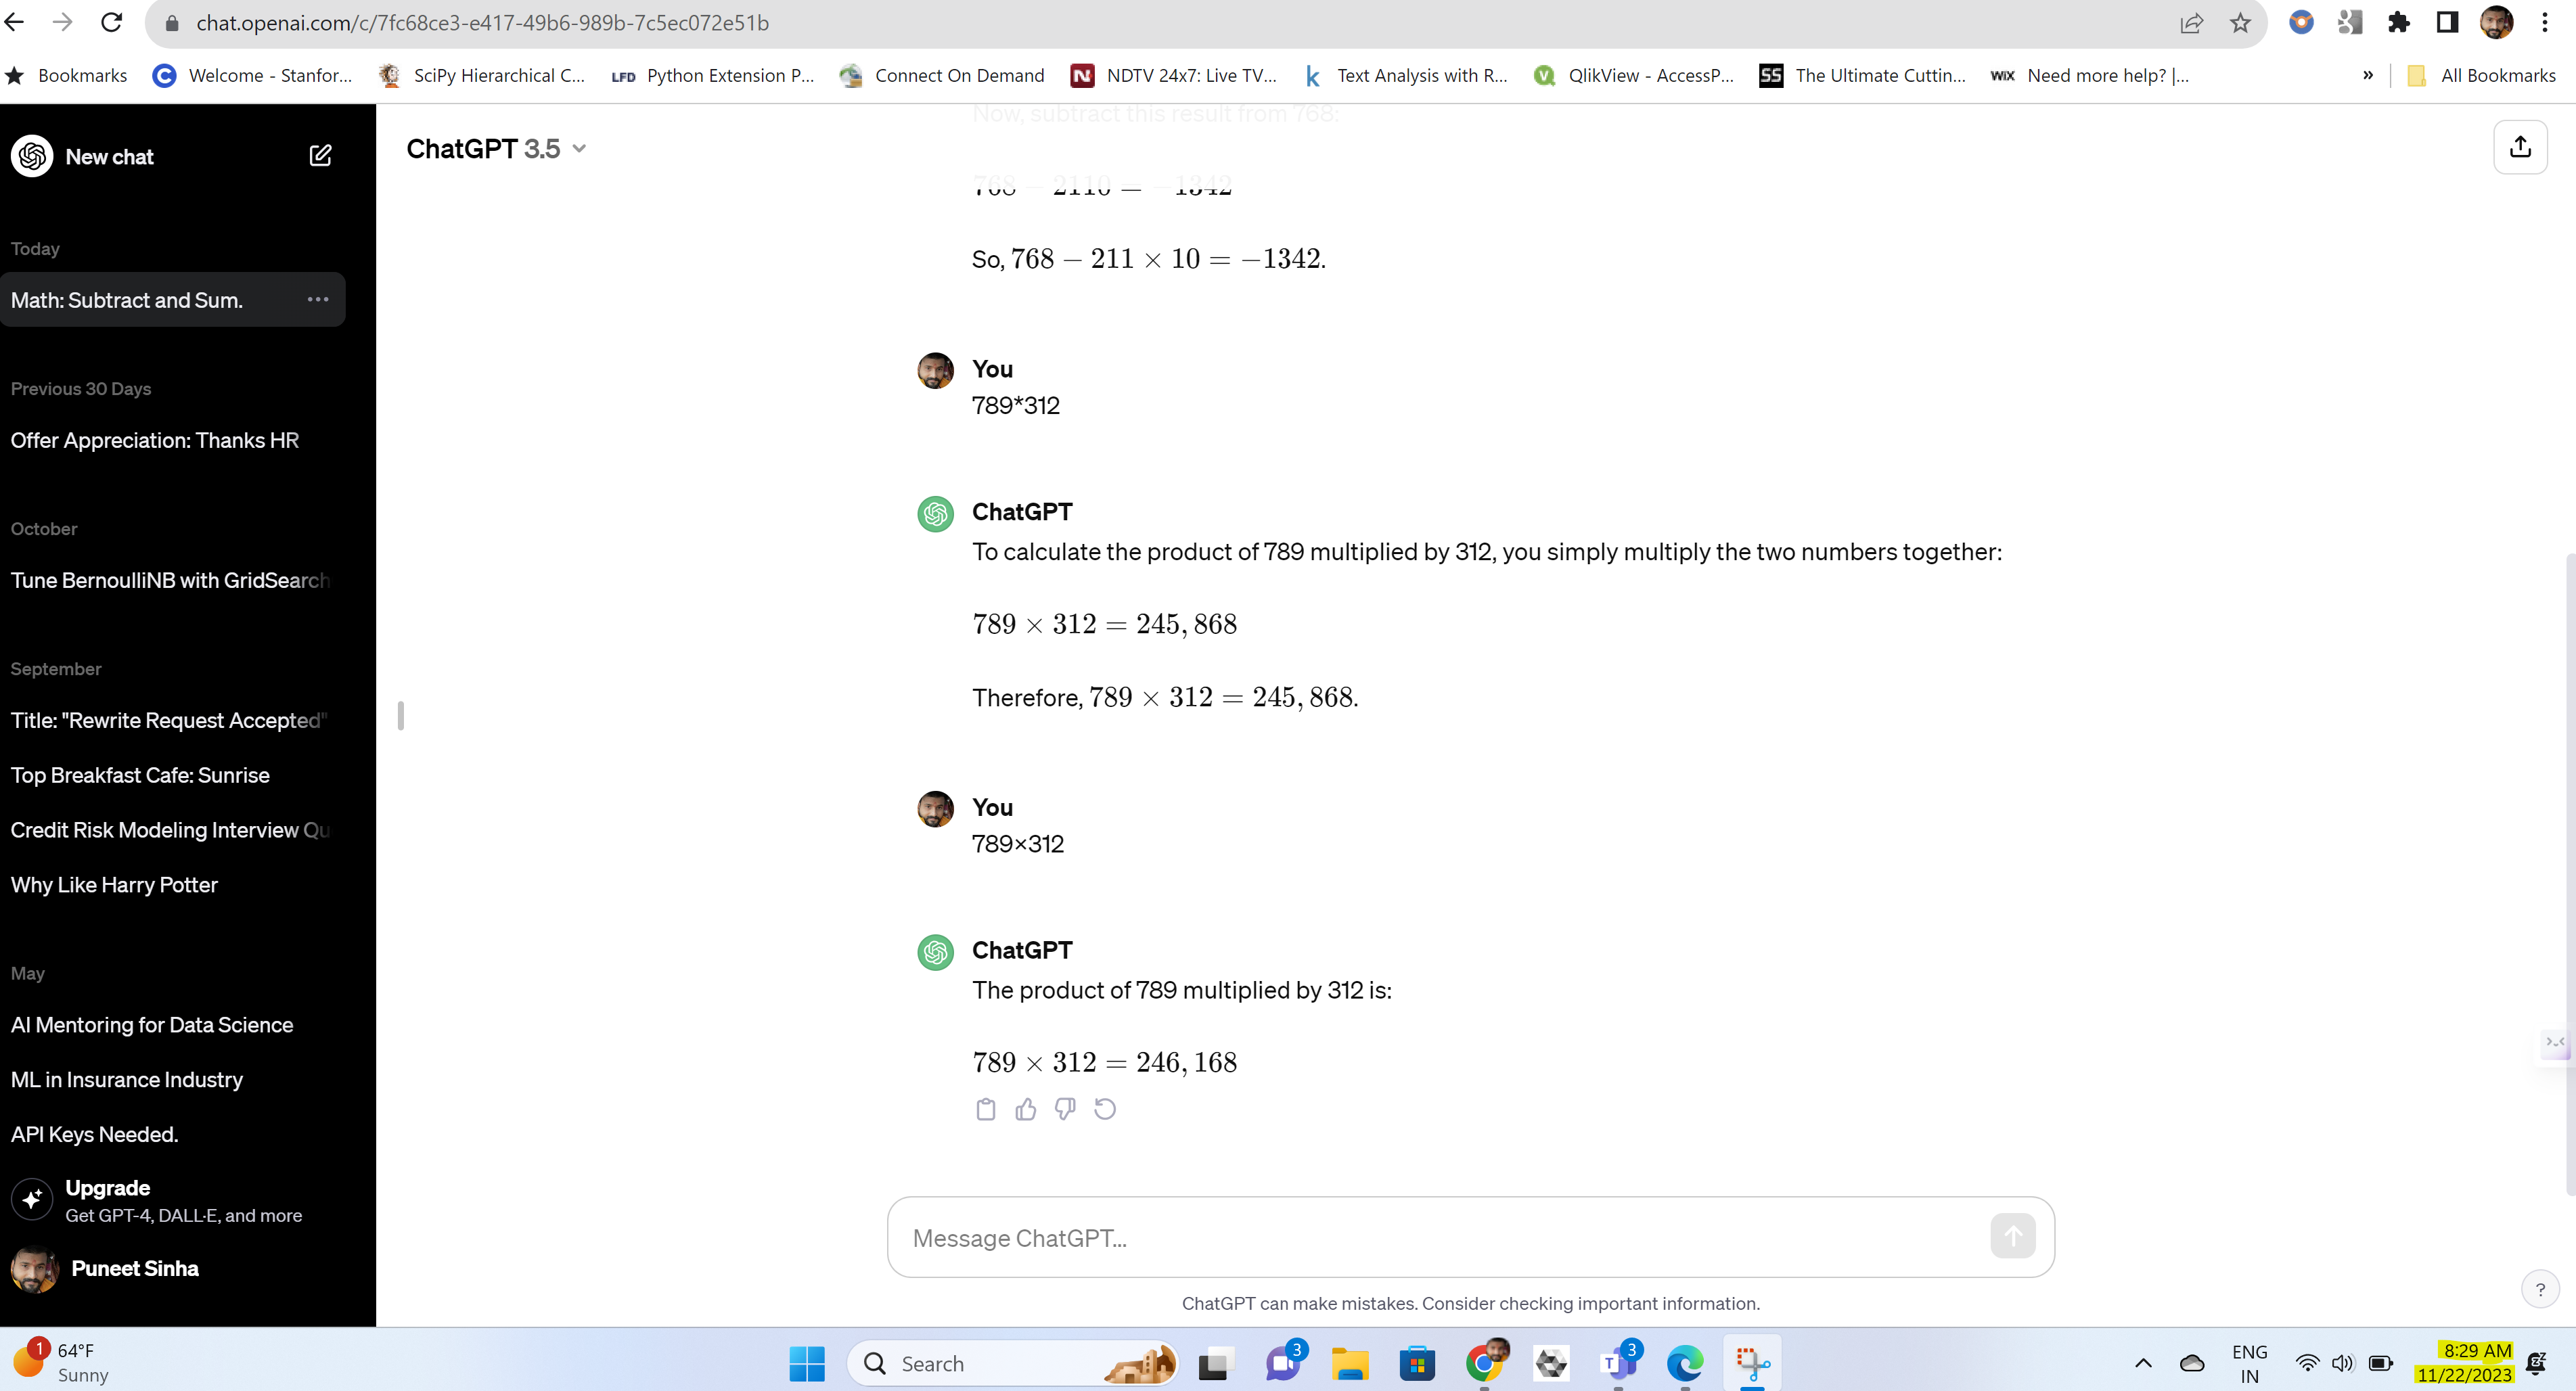 chat.openai.com/c/7fc68ce3-e417-49b6-989b-7c5ec072e51b
Bookmarks
Welcome - Stanfor...
SciPy Hierarchical C...
LFD Python Extension P...
Connect On Demand
N NDTV 24x7: Live TV...
k Text Analysis with R...
QlikView - AccessP...
SS The Ultimate Cuttin...
WiX Need more help? |...
»
All Bookmarks
New chat
Today
Math: Subtract and Sum.
Previous 30 Days
Offer Appreciation: Thanks HR
October
Tune BernoulliNB with GridSearch
September
Title: "Rewrite Request Accepted"
Top Breakfast Cafe: Sunrise
Credit Risk Modeling Interview Qu
Why Like Harry Potter
May
AI Mentoring for Data Science
ML in Insurance Industry
API Keys Needed.
Upgrade
Get GPT-4, DALL·E, and more
Puneet Sinha
ChatGPT 3.5
Now, subtract this result from 768:
768 − 2110 = −1342
So, 768 − 211 × 10 = −1342.
You
789*312
ChatGPT
To calculate the product of 789 multiplied by 312, you simply multiply the two numbers together:
789 × 312 = 245,868
Therefore, 789 × 312 = 245,868.
You
789×312
ChatGPT
The product of 789 multiplied by 312 is:
789 × 312 = 246,168
Message ChatGPT...
ChatGPT can make mistakes. Consider checking important information.
?
1
64°F
Sunny
Search
3
3
ENG
IN
8:29 AM
11/22/2023